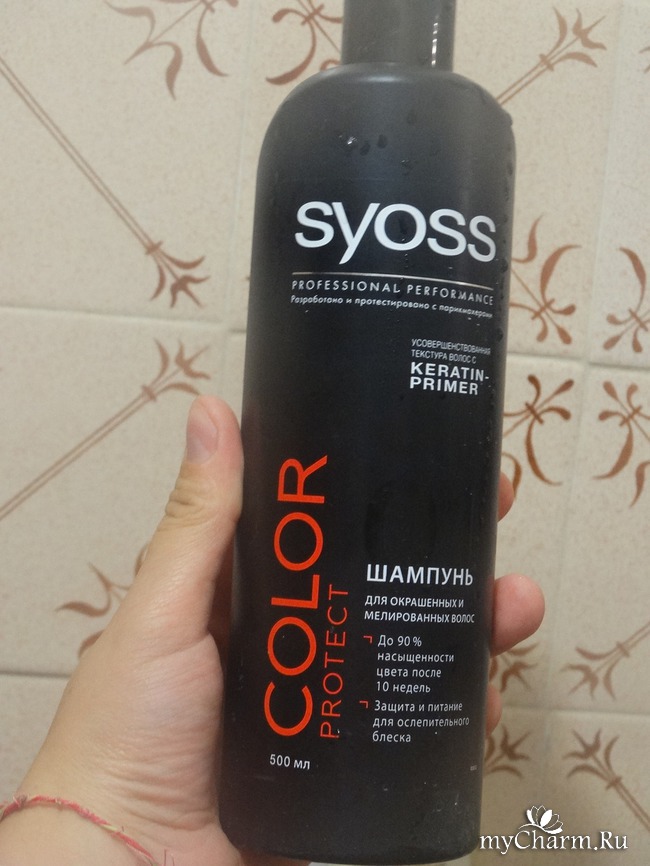 syoss
PROFESSIONAL PERFORMANCE
Разработано и протестировано с парикмахерами
УСОВЕРШЕНСТВОВАННАЯ
ТЕКСТУРА ВОЛОС С
KERATIN-
PRIMER
COLOR
PROTECT
ШАМПУНЬ
ДЛЯ ОКРАШЕННЫХ И
МЕЛИРОВАННЫХ ВОЛОС
До 90 %
насыщенности
цвета после
10 недель
Защита и питание
для ослепительного
блеска
500 мл
myCharm.Ru